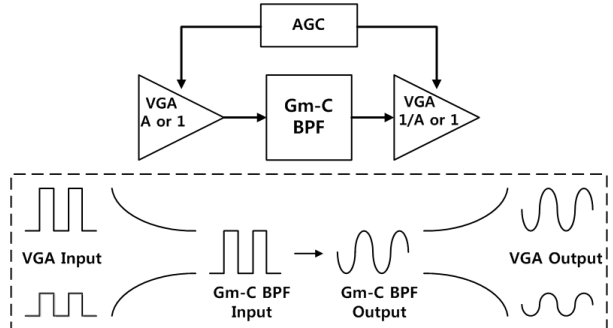 AGC
VGA
A or 1
Gm-C
BPF
VGA
1/A or 1
VGA Input
Gm-C BPF
Input
Gm-C BPF
Output
VGA Output